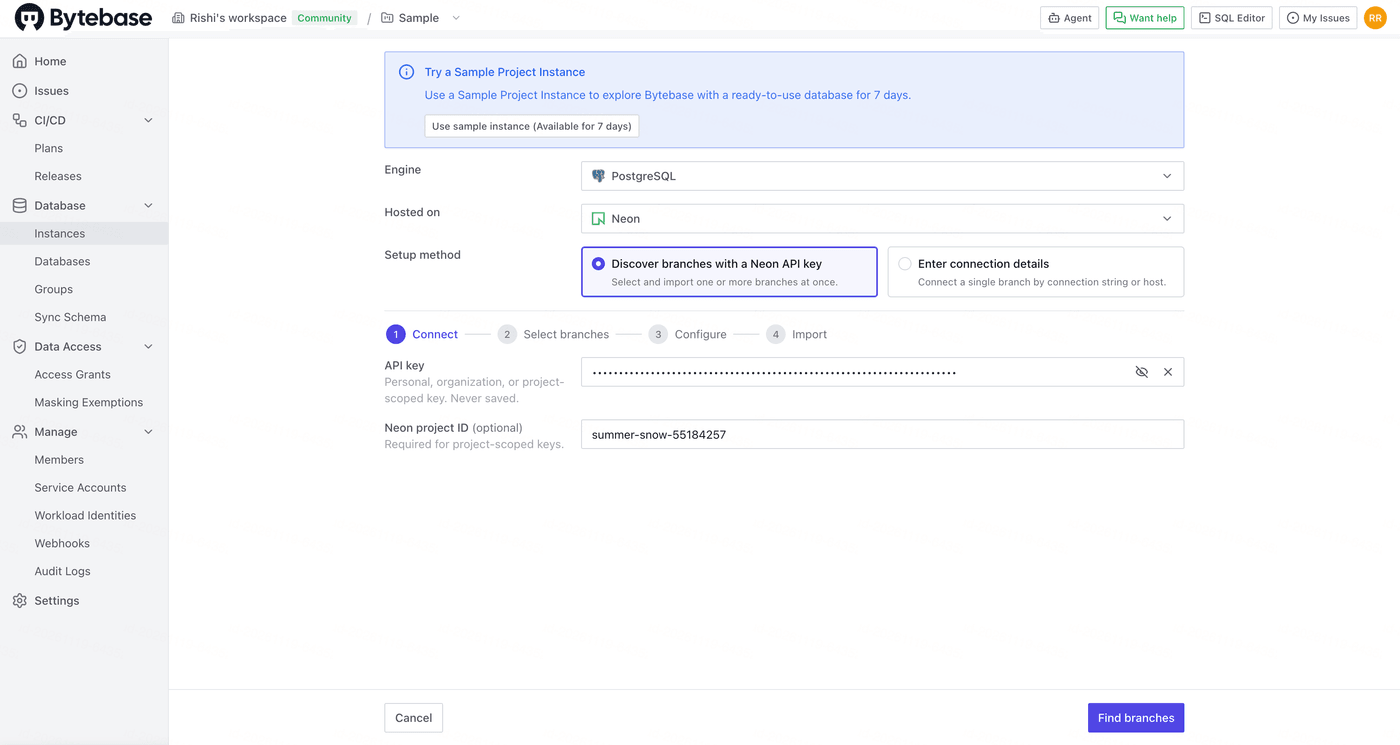 Bytebase
Rishi's workspace Community / Sample
Agent
Want help
SQL Editor
My Issues
RR
Home
Issues
CI/CD
Plans
Releases
Database
Instances
Databases
Groups
Sync Schema
Data Access
Access Grants
Masking Exemptions
Manage
Members
Service Accounts
Workload Identities
Webhooks
Audit Logs
Settings
Try a Sample Project Instance
Use a Sample Project Instance to explore Bytebase with a ready-to-use database for 7 days.
Use sample instance (Available for 7 days)
Engine
PostgreSQL
Hosted on
Neon
Setup method
Discover branches with a Neon API key
Select and import one or more branches at once.
Enter connection details
Connect a single branch by connection string or host.
1 Connect
2 Select branches
3 Configure
4 Import
API key
Personal, organization, or project-
scoped key. Never saved.
Neon project ID (optional)
Required for project-scoped keys.
summer-snow-55184257
Cancel
Find branches